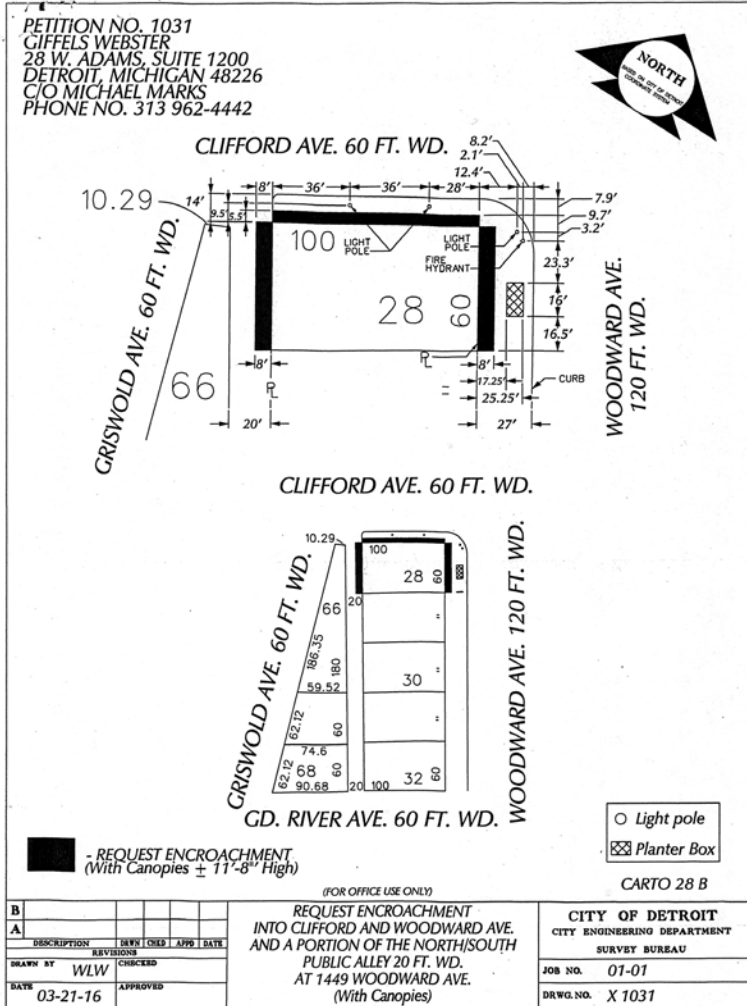 PETITION NO. 1031
GIFFELS WEBSTER
28 W. ADAMS, SUITE 1200
DETROIT, MICHIGAN 48226
C/O MICHAEL MARKS
PHONE NO. 313 962-4442
NORTH
BASED ON CITY OF DETROIT
COORDINATE SYSTEM
CLIFFORD AVE. 60 FT. WD.
8.2'
2.1'
12.4'
8'
36'
36'
28'
10.29
14'
9.5'
5.5'
7.9'
9.7'
3.2'
100
LIGHT
POLE
LIGHT
POLE
FIRE
HYDRANT
23.3'
28
60
16'
16.5'
GRISWOLD AVE. 60 FT. WD.
WOODWARD AVE.
120 FT. WD.
66
8'
PL
PL
8'
17.25'
CURB
=
25.25'
20'
27'
CLIFFORD AVE. 60 FT. WD.
10.29
100
28
60
66
20
"
186.35
180
30
"
59.52
62.12
60
"
74.6
62.12
68
60
90.68
20
100
32
60
GRISWOLD AVE. 60 FT. WD.
WOODWARD AVE. 120 FT. WD.
GD. RIVER AVE. 60 FT. WD.
Light pole
Planter Box
- REQUEST ENCROACHMENT
(With Canopies ± 11'-8" High)
CARTO 28 B
(FOR OFFICE USE ONLY)
B
A
DESCRIPTION DRWN CHKD APPD DATE
REVISIONS
DRAWN BY WLW CHECKED
DATE 03-21-16 APPROVED
REQUEST ENCROACHMENT
INTO CLIFFORD AND WOODWARD AVE.
AND A PORTION OF THE NORTH/SOUTH
PUBLIC ALLEY 20 FT. WD.
AT 1449 WOODWARD AVE.
(With Canopies)
CITY OF DETROIT
CITY ENGINEERING DEPARTMENT
SURVEY BUREAU
JOB NO. 01-01
DRWG. NO. X 1031